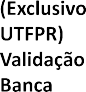 (Exclusivo
UTFPR)
Validação
Banca